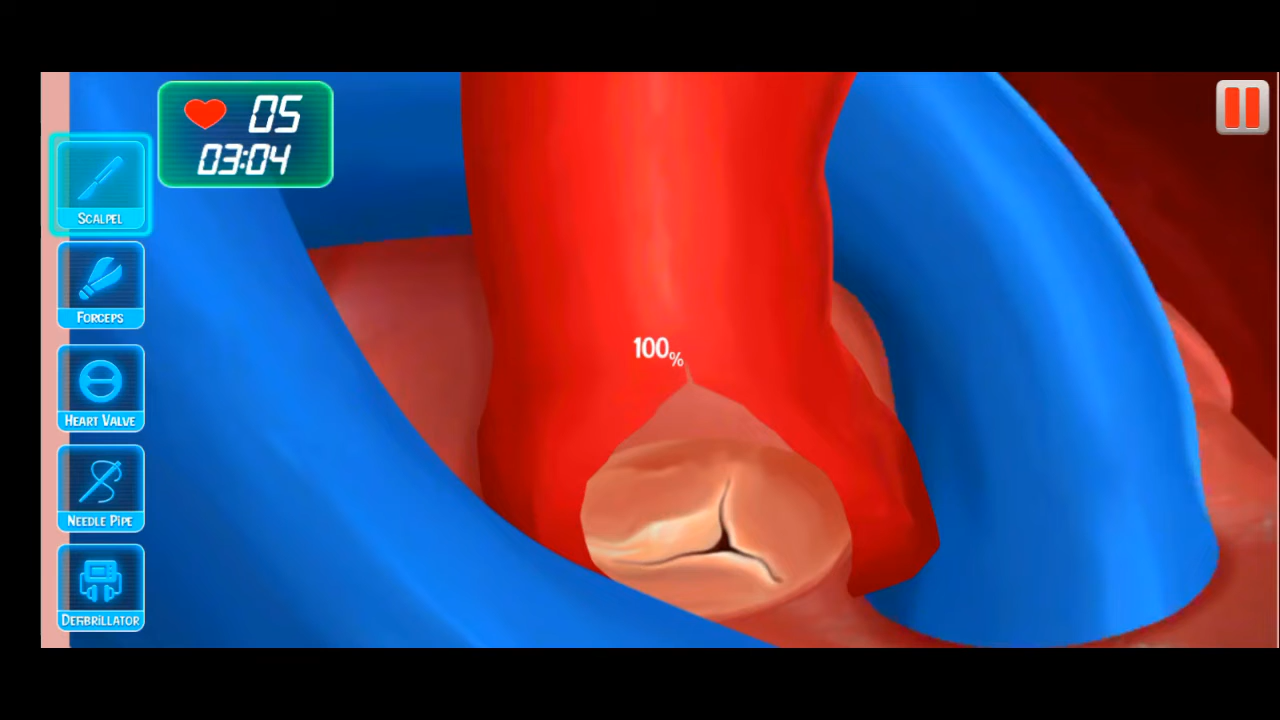 05
03:04
SCALPEL
FORCEPS
HEART VALVE
NEEDLE PIPE
DEFIBRILLATOR
100%